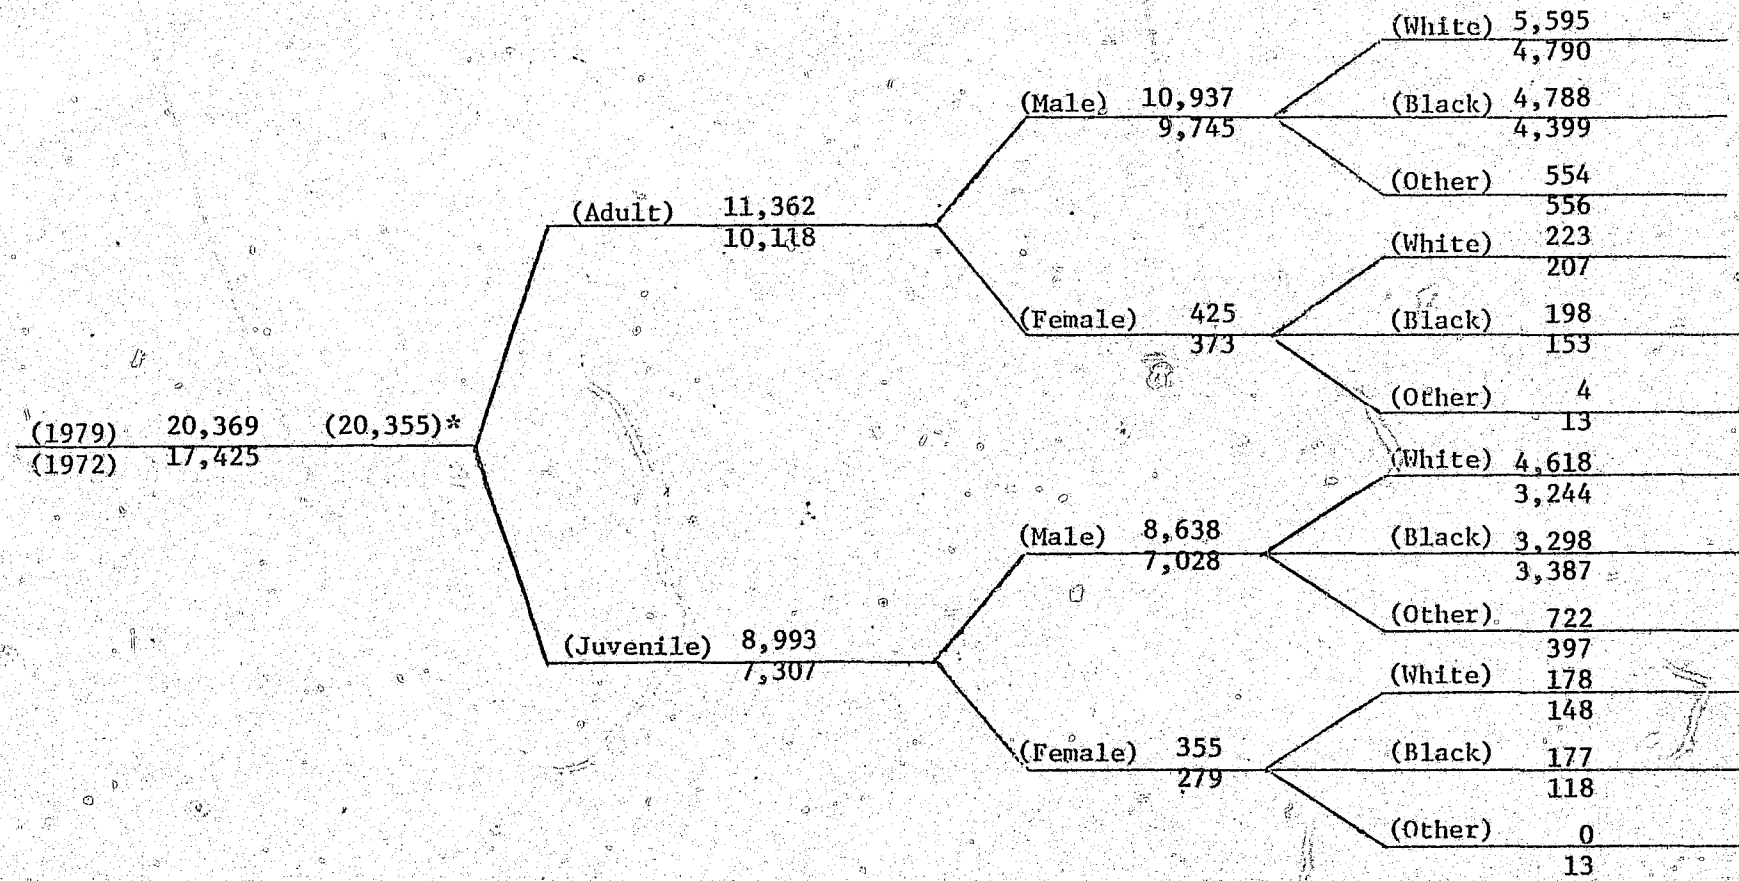 (White) 5,595
4,790
(Male) 10,937
9,745
(Black) 4,788
4,399
(Other) 554
556
(Adult) 11,362
10,118
(White) 223
207
(Female) 425
373
(Black) 198
153
(Other) 4
13
(1979) 20,369 (20,355)*
(1972) 17,425
(White) 4,618
3,244
(Male) 8,638
7,028
(Black) 3,298
3,387
(Other) 722
397
(Juvenile) 8,993
7,307
(White) 178
148
(Female) 355
279
(Black) 177
118
(Other) 0
13